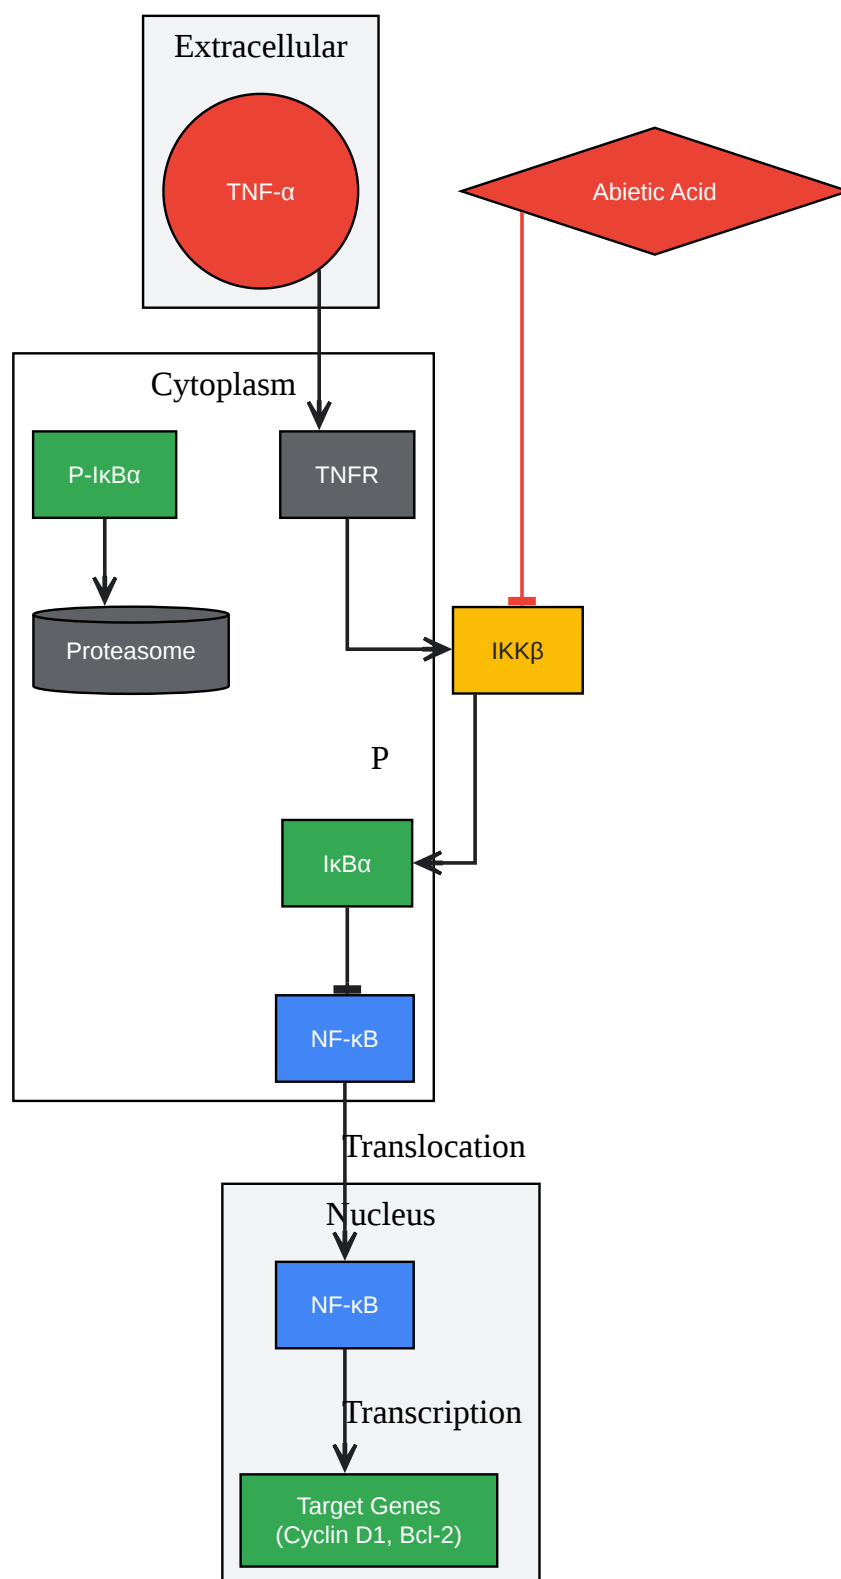 Extracellular
TNF-α
Abietic Acid
Cytoplasm
P-IκBα
TNFR
Proteasome
IKKβ
P
IκBα
NF-κB
Translocation
Nucleus
NF-κB
Transcription
Target Genes
(Cyclin D1, Bcl-2)